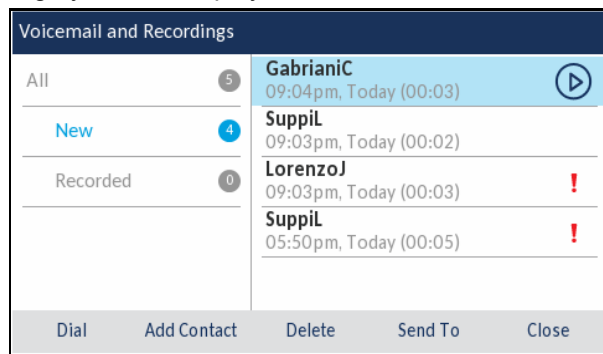 Voicemail and Recordings
All 5
New 4
Recorded 0
GabrianiC
09:04pm, Today (00:03)
SuppiL
09:03pm, Today (00:02)
LorenzoJ
09:03pm, Today (00:03)
!
SuppiL
05:50pm, Today (00:05)
!
Dial Add Contact Delete Send To Close